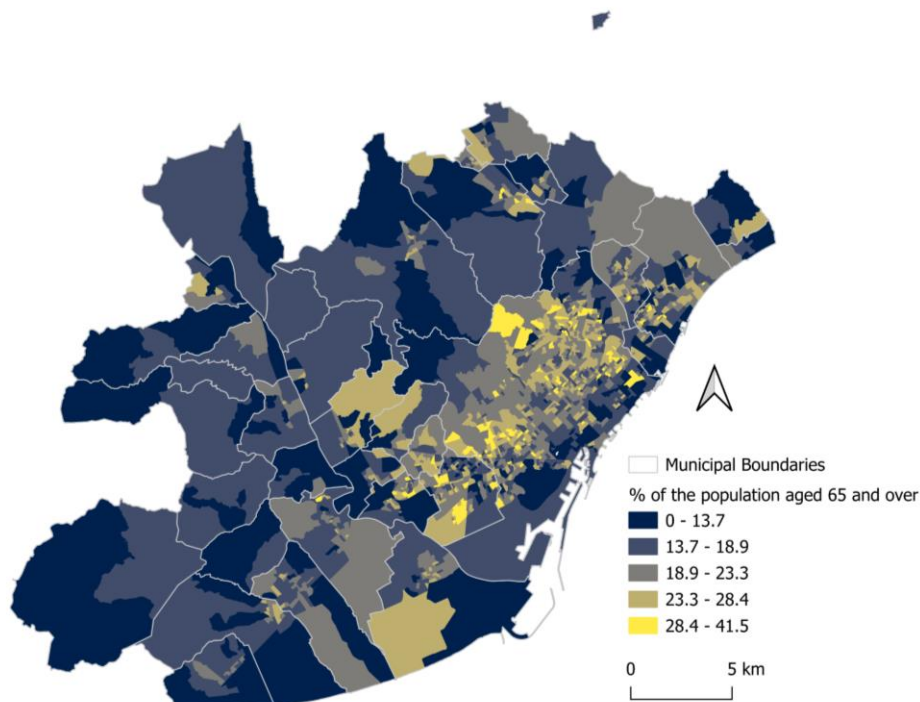 Municipal Boundaries
% of the population aged 65 and over
0 - 13.7
13.7 - 18.9
18.9 - 23.3
23.3 - 28.4
28.4 - 41.5
0 5 km